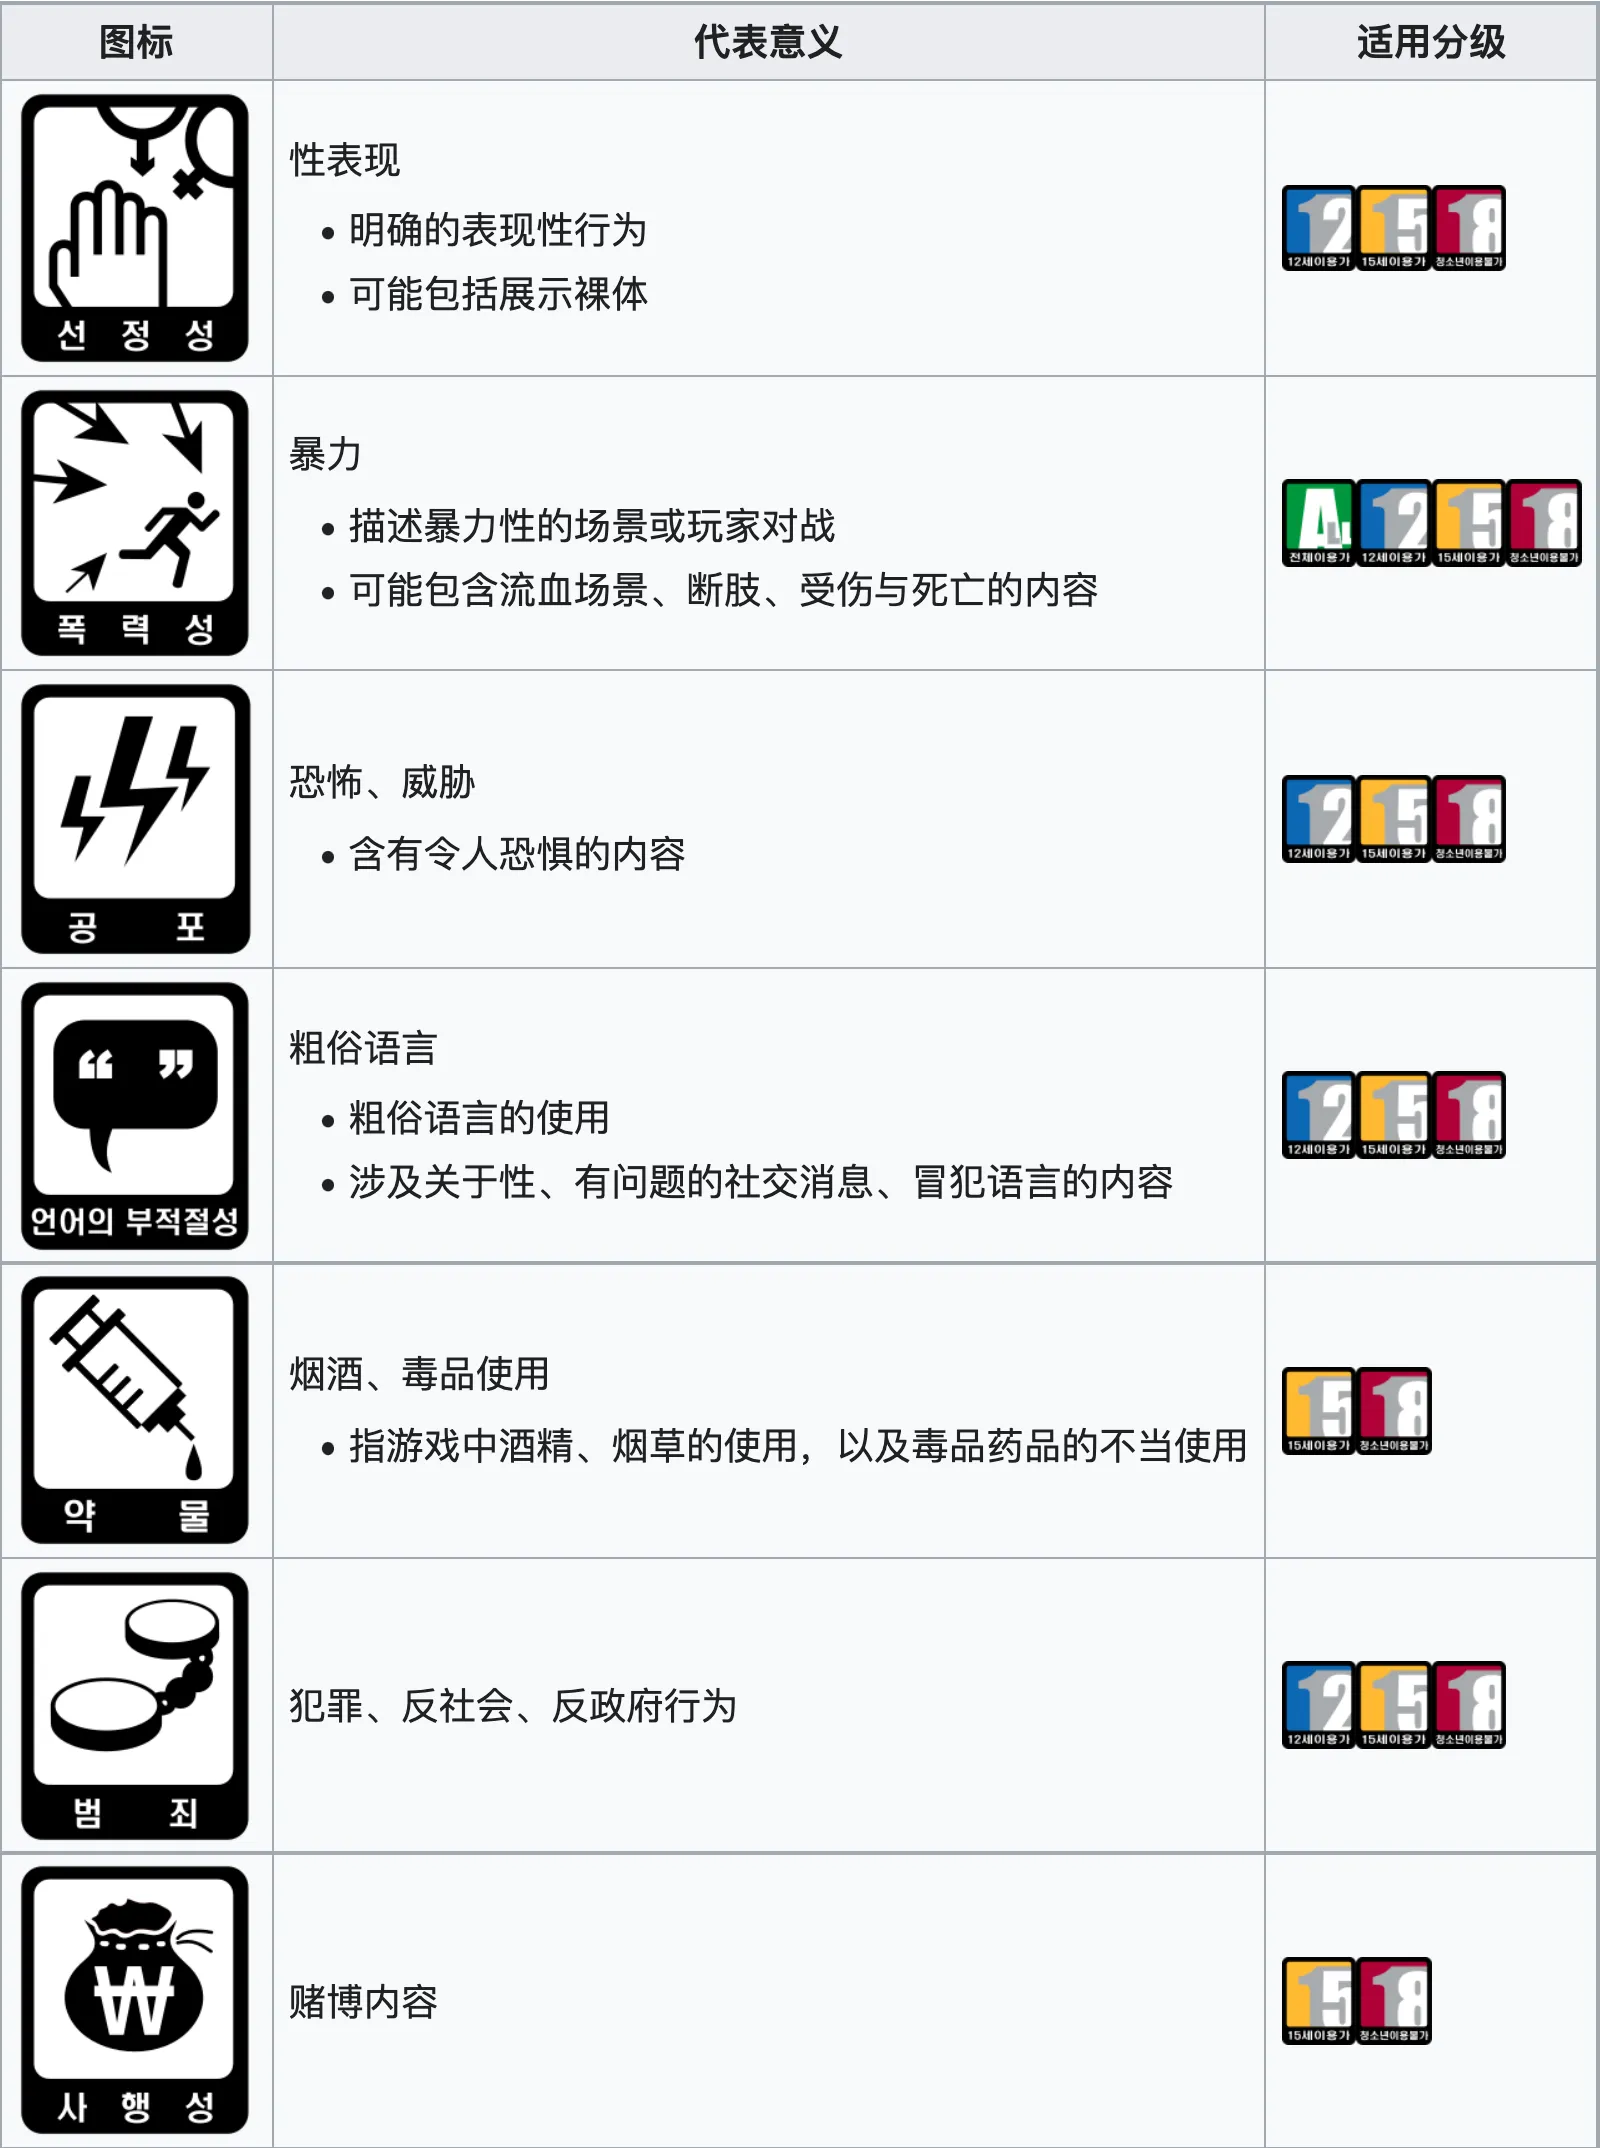 图标 代表意义 适用分级
선 정 성
性表现
明确的表现性行为
可能包括展示裸体
12 15 18
12세이용가 15세이용가 청소년이용불가
폭 력 성
暴力
描述暴力性的场景或玩家对战
可能包含流血场景、断肢、受伤与死亡的内容
ALL 12 15 18
전체이용가 12세이용가 15세이용가 청소년이용불가
공 포
恐怖、威胁
含有令人恐惧的内容
12 15 18
12세이용가 15세이용가 청소년이용불가
“ ”
언어의 부적절성
粗俗语言
粗俗语言的使用
涉及关于性、有问题的社交消息、冒犯语言的内容
12 15 18
12세이용가 15세이용가 청소년이용불가
약 물
烟酒、毒品使用
指游戏中酒精、烟草的使用，以及毒品药品的不当使用
15 18
15세이용가 청소년이용불가
범 죄
犯罪、反社会、反政府行为
12 15 18
12세이용가 15세이용가 청소년이용불가
₩
사 행 성
赌博内容
15 18
15세이용가 청소년이용불가